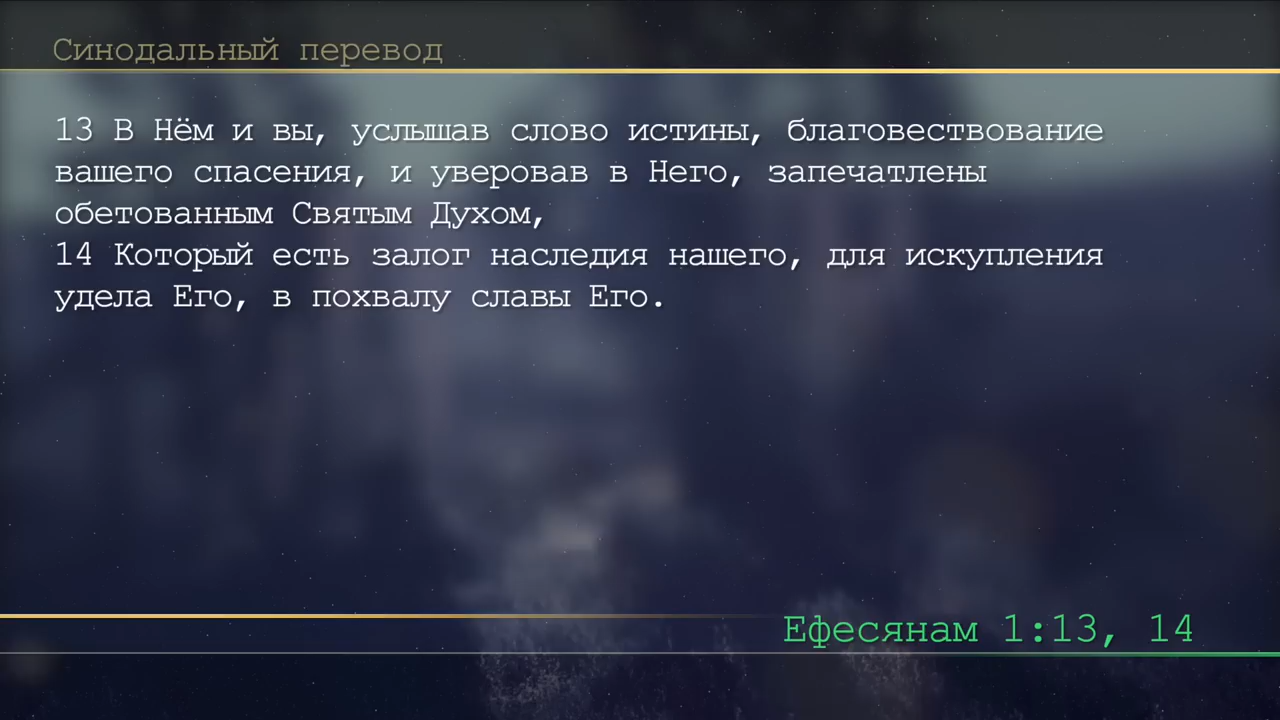 Синодальный перевод
13 В Нём и вы, услышав слово истины, благовествование
вашего спасения, и уверовав в Него, запечатлены
обетованным Святым Духом,
14 Который есть залог наследия нашего, для искупления
удела Его, в похвалу славы Его.
Ефесянам 1:13, 14